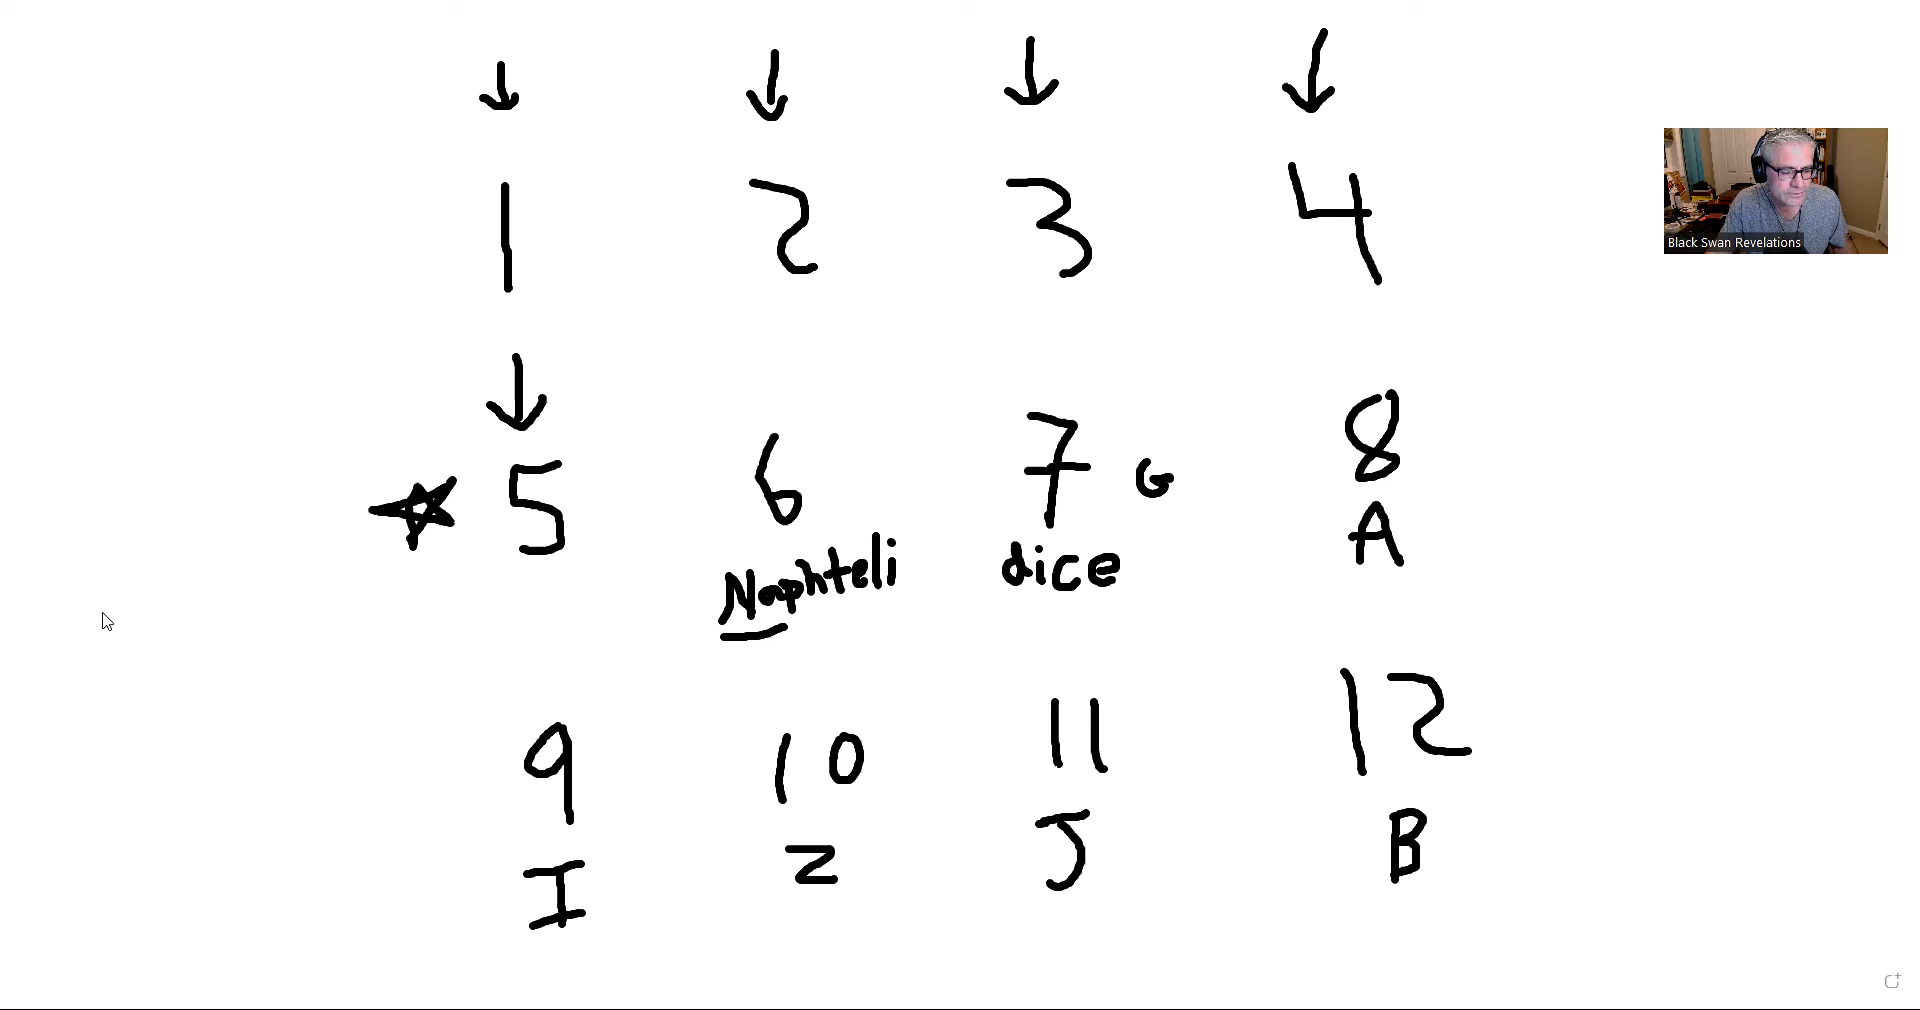 1 2 3 4
5 6 7 G 8
Naphteli dice A
9 10 11 12
I Z J B
Black Swan Revelations